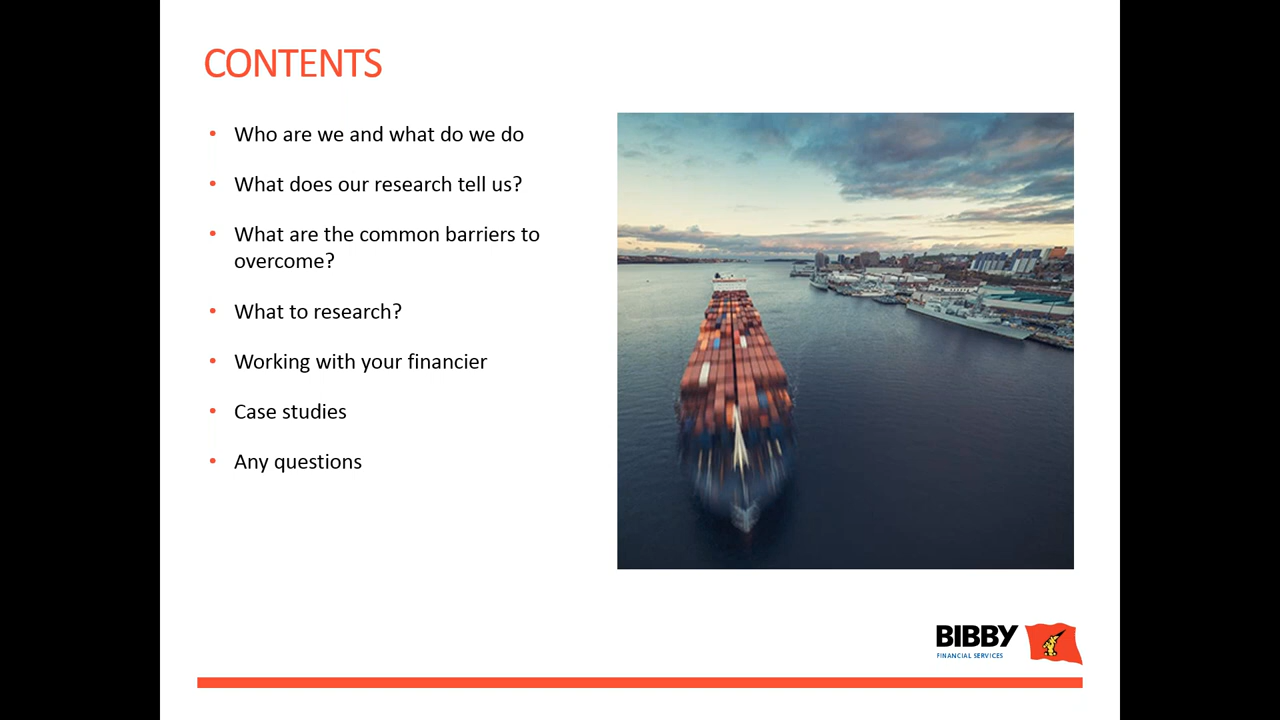 CONTENTS
• Who are we and what do we do
• What does our research tell us?
• What are the common barriers to
overcome?
• What to research?
• Working with your financier
• Case studies
• Any questions
BIBBY
FINANCIAL SERVICES